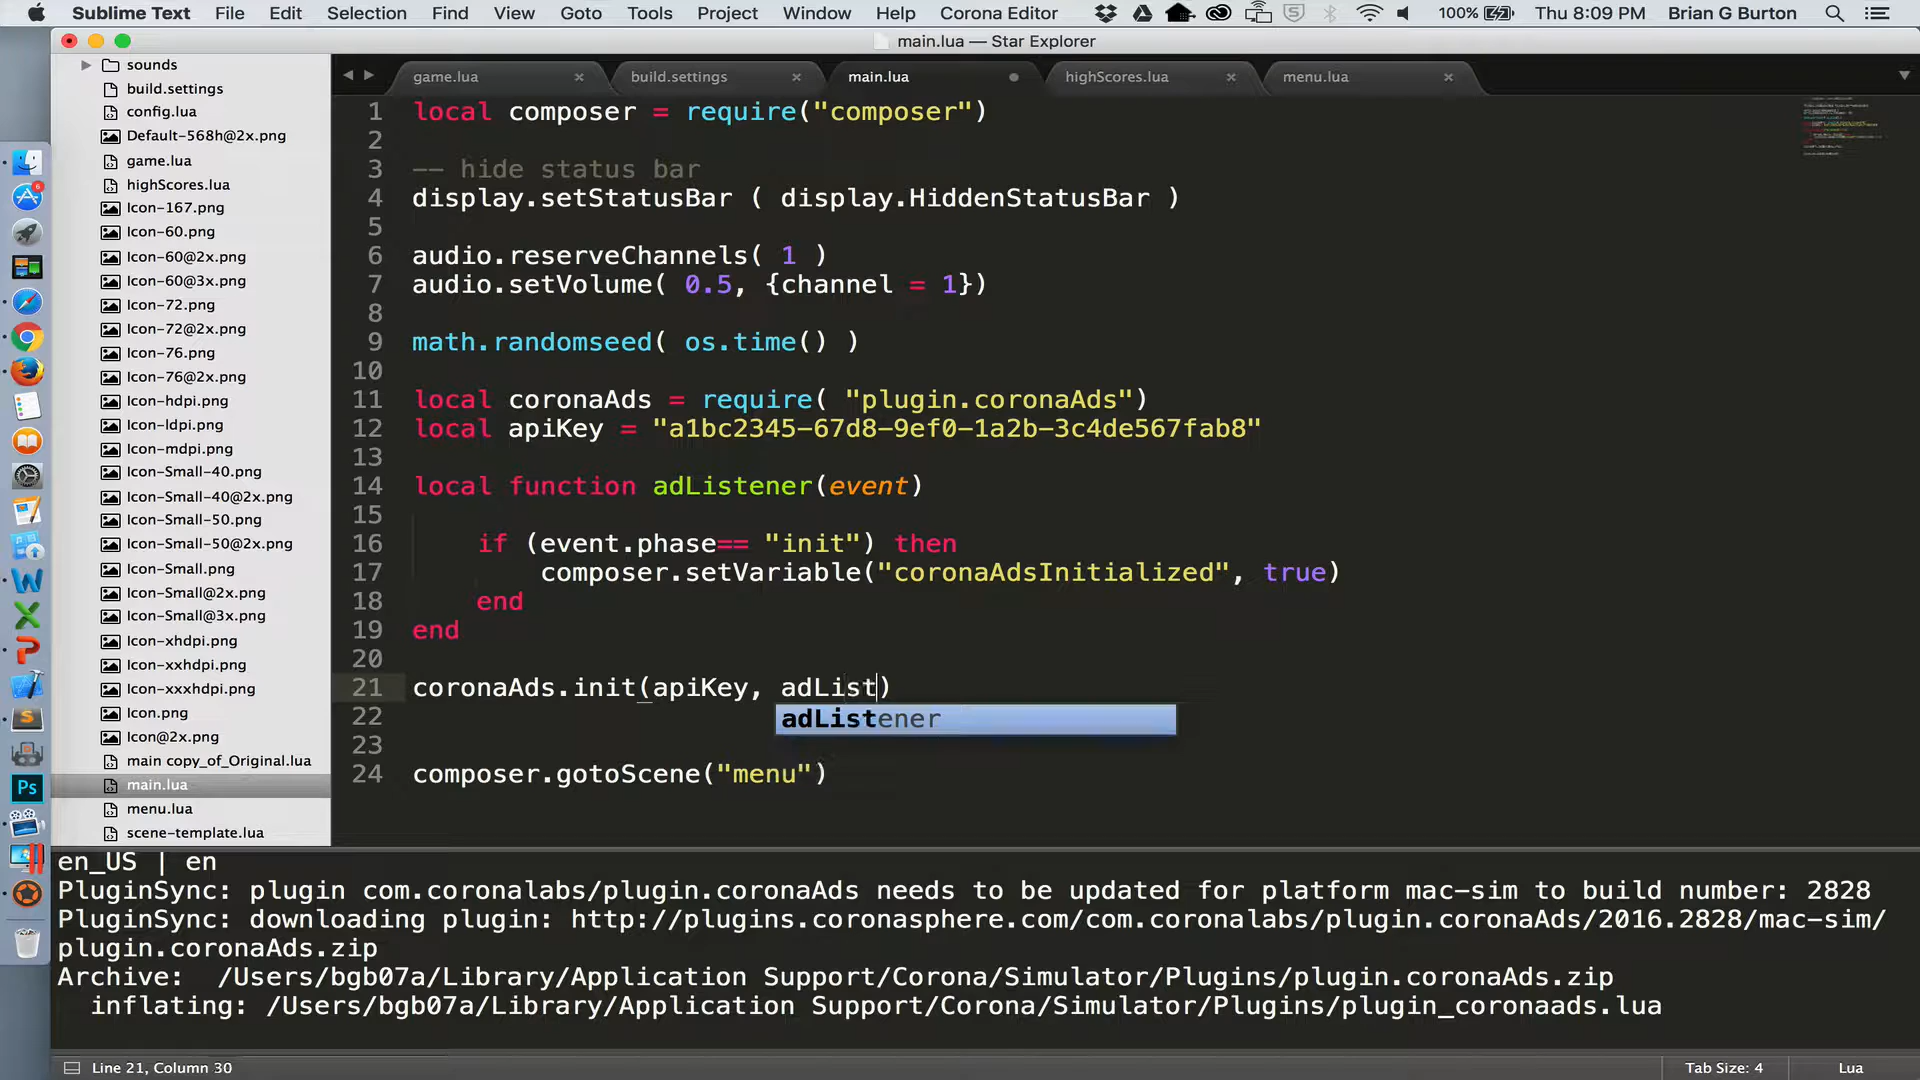 Sublime Text File Edit Selection Find View Goto Tools Project Window Help Corona Editor 100% Thu 8:09 PM Brian G Burton
main.lua — Star Explorer
sounds
build.settings
config.lua
Default-568h@2x.png
game.lua
highScores.lua
Icon-167.png
Icon-60.png
Icon-60@2x.png
Icon-60@3x.png
Icon-72.png
Icon-72@2x.png
Icon-76.png
Icon-76@2x.png
Icon-hdpi.png
Icon-ldpi.png
Icon-mdpi.png
Icon-Small-40.png
Icon-Small-40@2x.png
Icon-Small-50.png
Icon-Small-50@2x.png
Icon-Small.png
Icon-Small@2x.png
Icon-Small@3x.png
Icon-xhdpi.png
Icon-xxhdpi.png
Icon-xxxhdpi.png
Icon.png
Icon@2x.png
main copy_of_Original.lua
main.lua
menu.lua
scene-template.lua
game.lua build.settings main.lua highScores.lua menu.lua
1 local composer = require("composer")
2
3 -- hide status bar
4 display.setStatusBar ( display.HiddenStatusBar )
5
6 audio.reserveChannels( 1 )
7 audio.setVolume( 0.5, {channel = 1})
8
9 math.randomseed( os.time() )
10
11 local coronaAds = require( "plugin.coronaAds")
12 local apiKey = "a1bc2345-67d8-9ef0-1a2b-3c4de567fab8"
13
14 local function adListener(event)
15
16 if (event.phase== "init") then
17 composer.setVariable("coronaAdsInitialized", true)
18 end
19 end
20
21 coronaAds.init(apiKey, adList)
22 adListener
23
24 composer.gotoScene("menu")
en_US | en
PluginSync: plugin com.coronalabs/plugin.coronaAds needs to be updated for platform mac-sim to build number: 2828
PluginSync: downloading plugin: http://plugins.coronasphere.com/com.coronalabs/plugin.coronaAds/2016.2828/mac-sim/
plugin.coronaAds.zip
Archive:  /Users/bgb07a/Library/Application Support/Corona/Simulator/Plugins/plugin.coronaAds.zip
inflating: /Users/bgb07a/Library/Application Support/Corona/Simulator/Plugins/plugin_coronaads.lua
Line 21, Column 30 Tab Size: 4 Lua